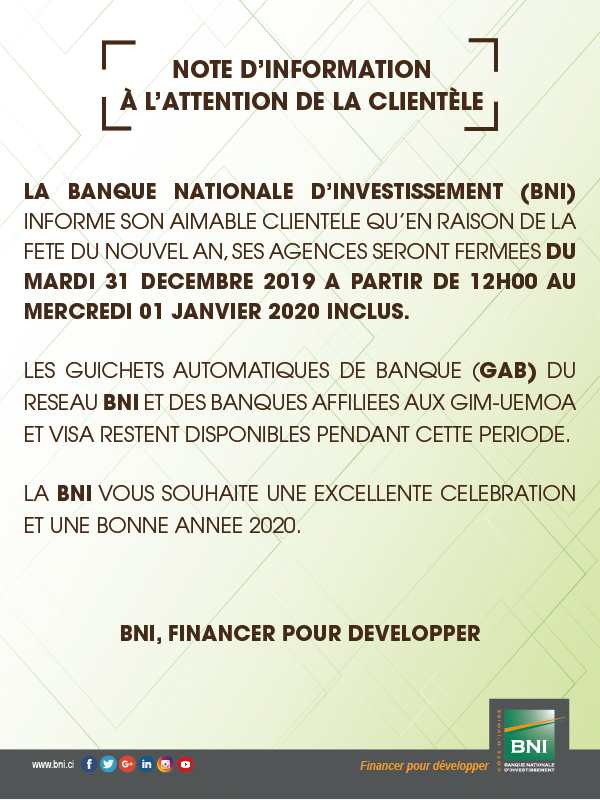 NOTE D'INFORMATION
À L'ATTENTION DE LA CLIENTÈLE
LA BANQUE NATIONALE D'INVESTISSEMENT (BNI)
INFORME SON AIMABLE CLIENTELE QU'EN RAISON DE LA
FETE DU NOUVEL AN, SES AGENCES SERONT FERMEES DU
MARDI 31 DECEMBRE 2019 A PARTIR DE 12H00 AU
MERCREDI 01 JANVIER 2020 INCLUS.
LES GUICHETS AUTOMATIQUES DE BANQUE (GAB) DU
RESEAU BNI ET DES BANQUES AFFILIEES AUX GIM-UEMOA
ET VISA RESTENT DISPONIBLES PENDANT CETTE PERIODE.
LA BNI VOUS SOUHAITE UNE EXCELLENTE CELEBRATION
ET UNE BONNE ANNEE 2020.
BNI, FINANCER POUR DEVELOPPER
www.bni.ci
Financer pour développer
CÔTE D'IVOIRE
BNI
BANQUE NATIONALE
D'INVESTISSEMENT